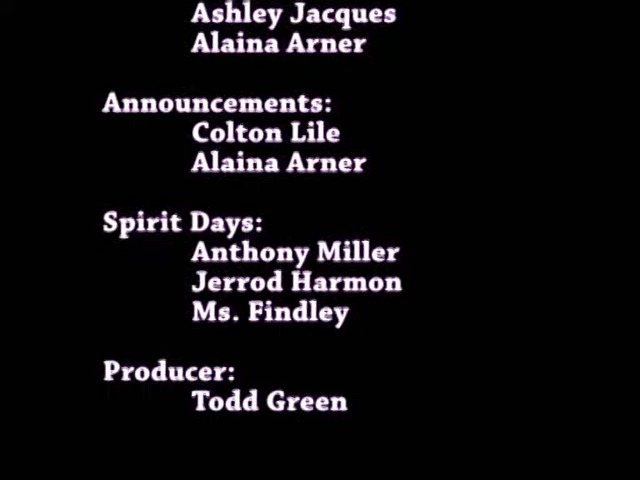 Ashley Jacques
Alaina Arner
Announcements:
Colton Lile
Alaina Arner
Spirit Days:
Anthony Miller
Jerrod Harmon
Ms. Findley
Producer:
Todd Green